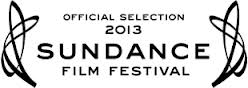 OFFICIAL SELECTION
2013
SUNDANCE
FILM FESTIVAL